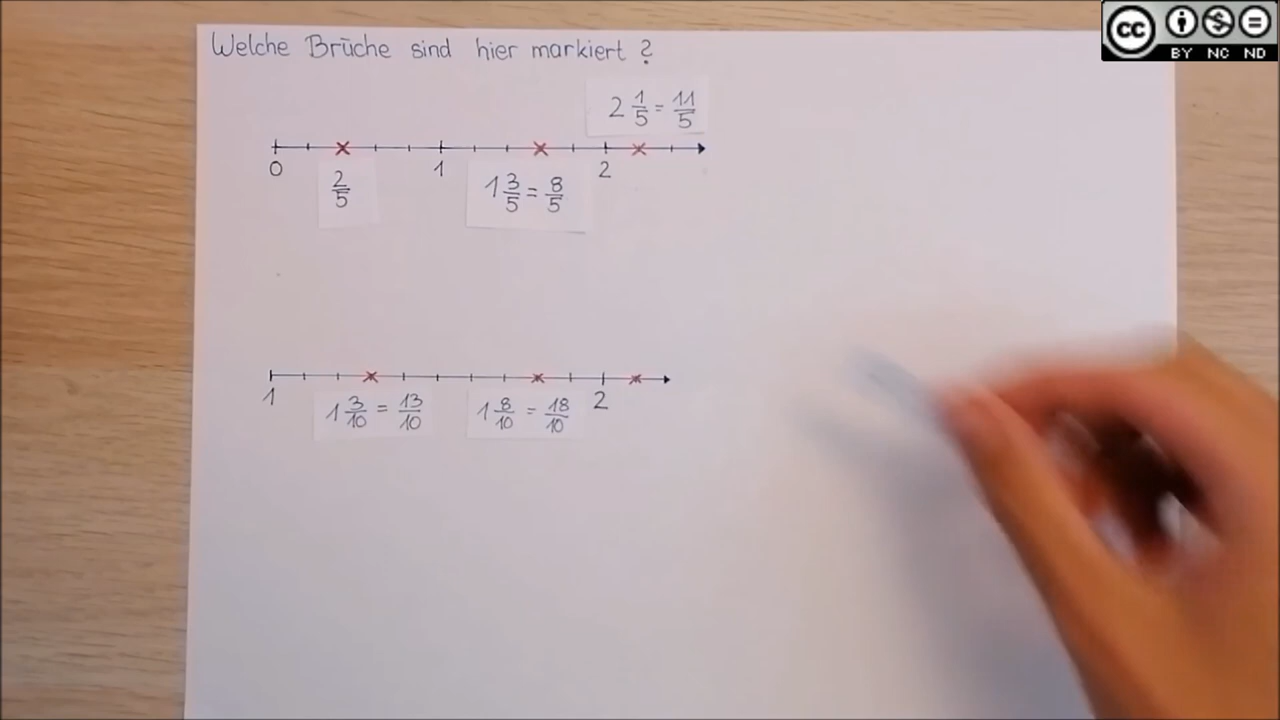 Welche Brüche sind hier markiert ?
2 1/5 = 11/5
0 1 2
2/5 1 3/5 = 8/5
1 2
1 3/10 = 13/10 1 8/10 = 18/10
CC BY NC ND